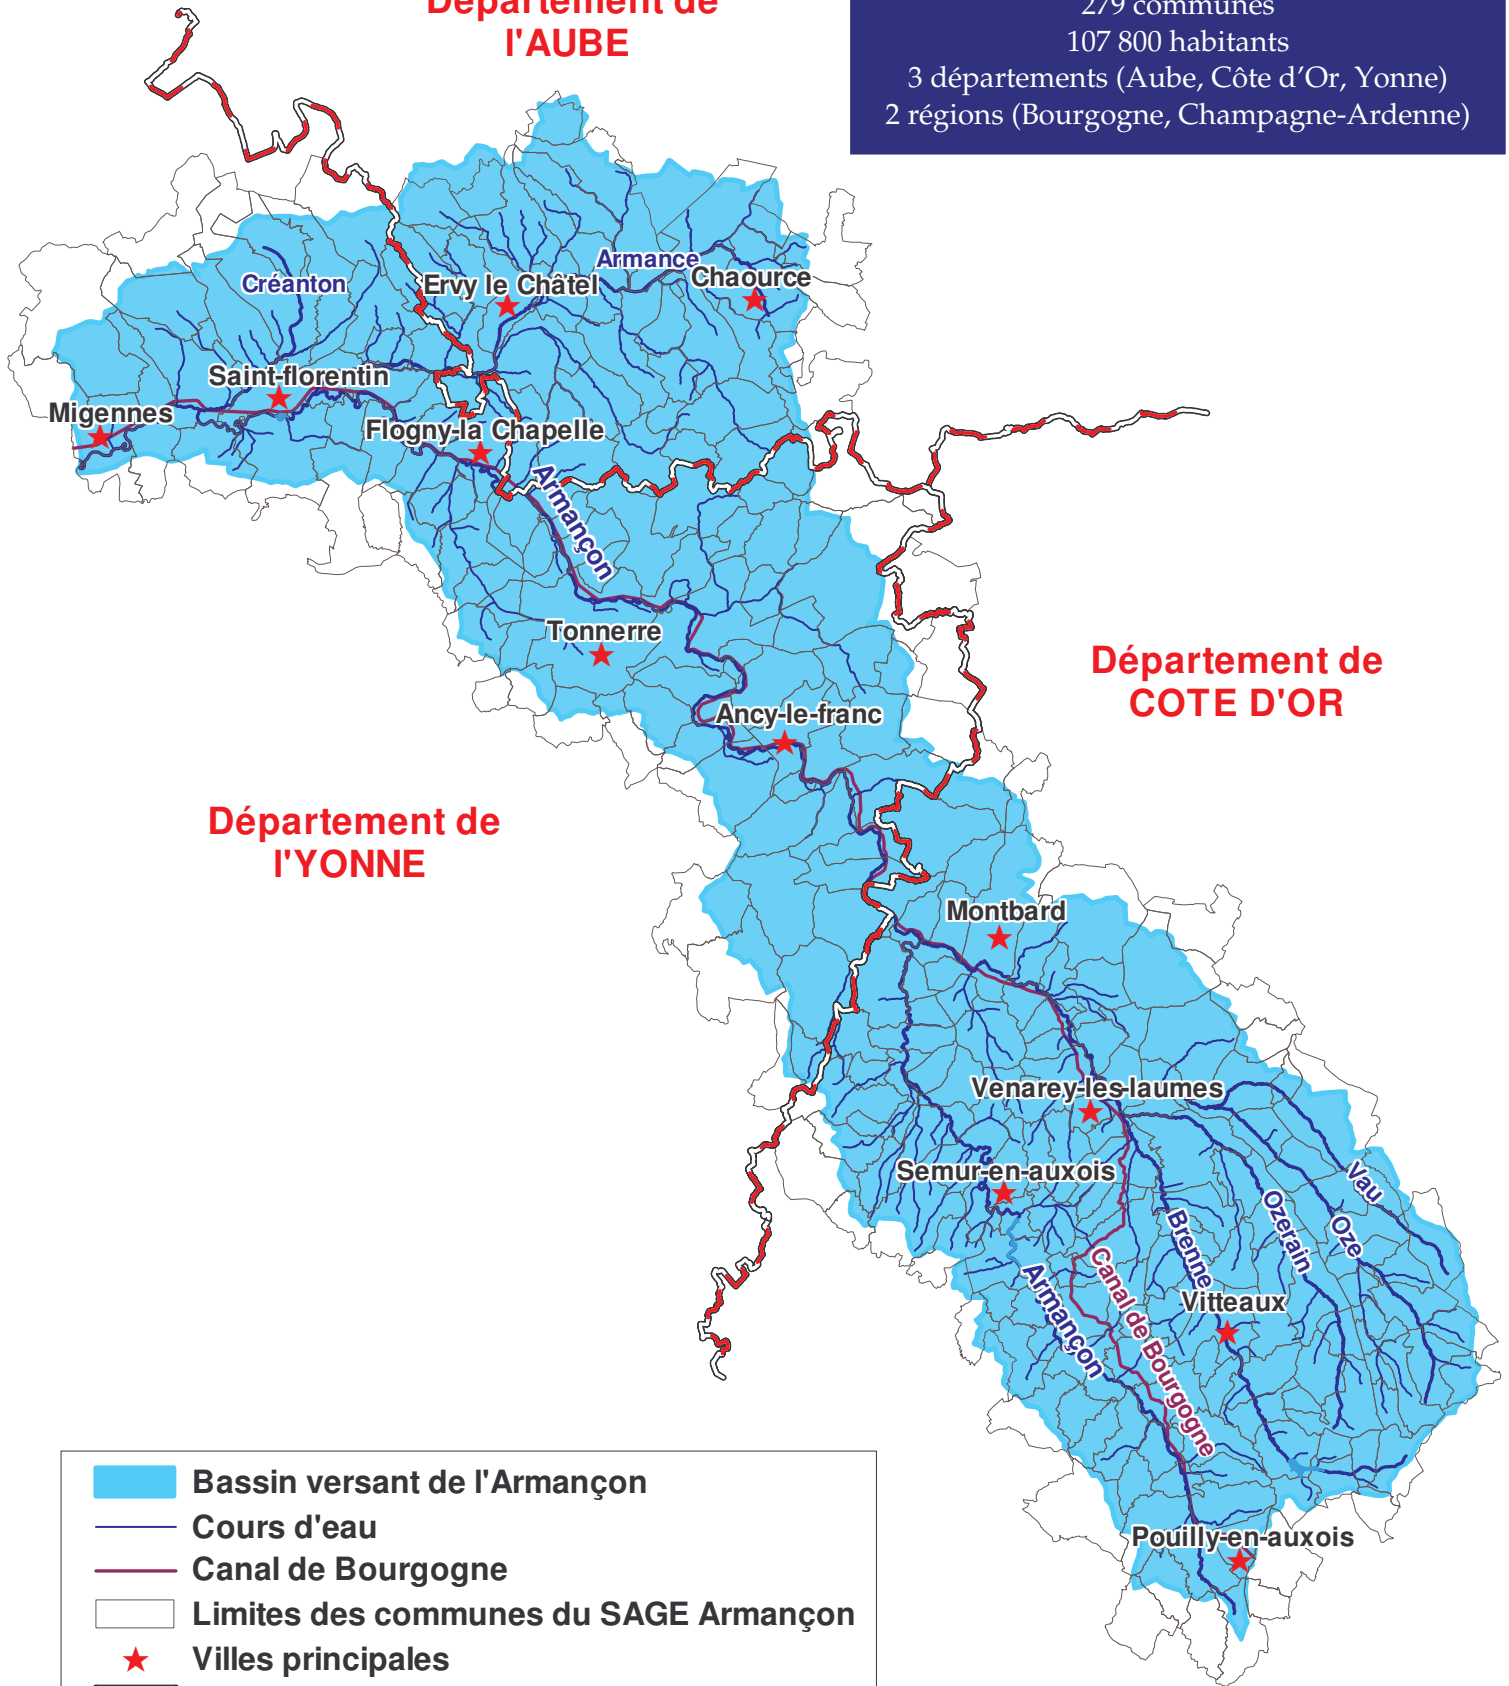 Département de
l'AUBE
279 communes
107 800 habitants
3 départements (Aube, Côte d'Or, Yonne)
2 régions (Bourgogne, Champagne-Ardenne)
Armance
Créanton
Ervy le Châtel
Chaource
Saint-florentin
Migennes
Flogny-la Chapelle
Armançon
Tonnerre
Département de
COTE D'OR
Ancy-le-franc
Département de
l'YONNE
Montbard
Venarey-les-laumes
Semur-en-auxois
Vau
Oze
Ozerain
Brenne
Armançon
Canal de Bourgogne
Vitteaux
Pouilly-en-auxois
Bassin versant de l'Armançon
Cours d'eau
Canal de Bourgogne
Limites des communes du SAGE Armançon
Villes principales